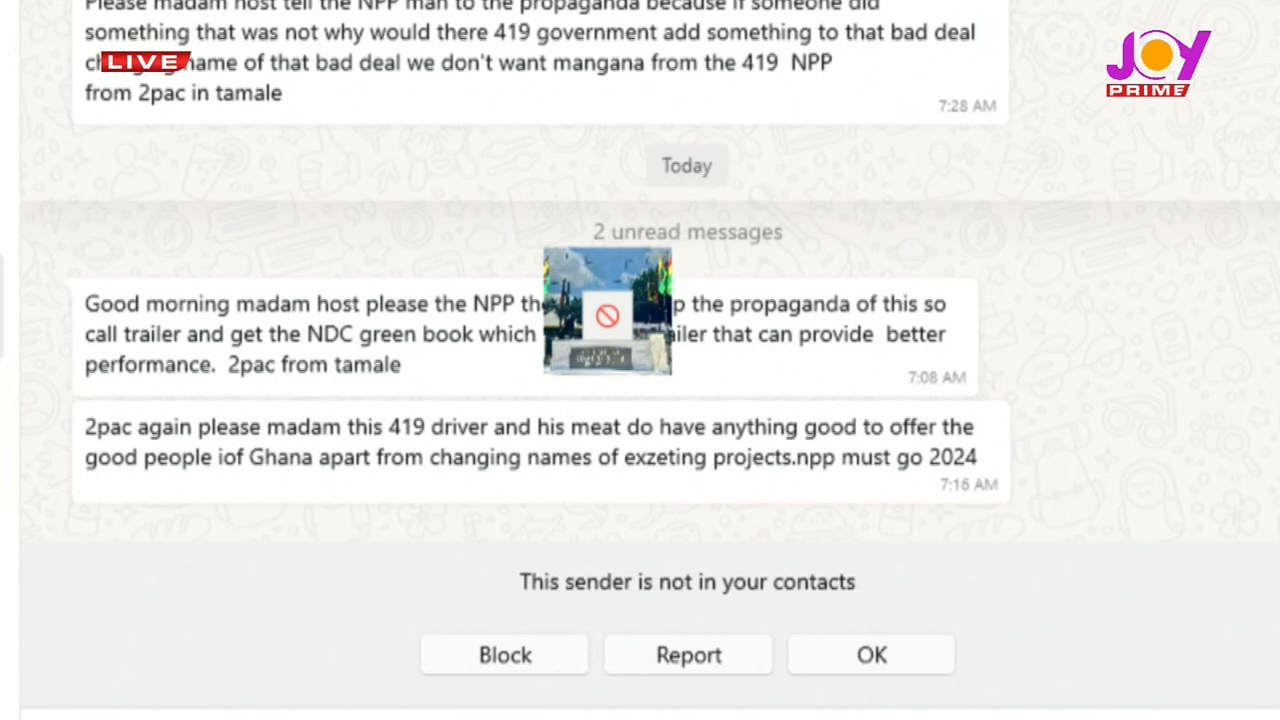 Please madam host tell the NPP man to the propaganda because if someone did
something that was not why would there 419 government add something to that bad deal
LIVE name of that bad deal we don't want mangana from the 419 NPP
from 2pac in tamale
7:28 AM
JOY
PRIME
Today
2 unread messages
Good morning madam host please the NPP the propaganda of this so
call trailer and get the NDC green book which that can provide better
performance. 2pac from tamale
7:08 AM
2pac again please madam this 419 driver and his meat do have anything good to offer the
good people iof Ghana apart from changing names of exzeting projects.npp must go 2024
7:16 AM
This sender is not in your contacts
Block Report OK